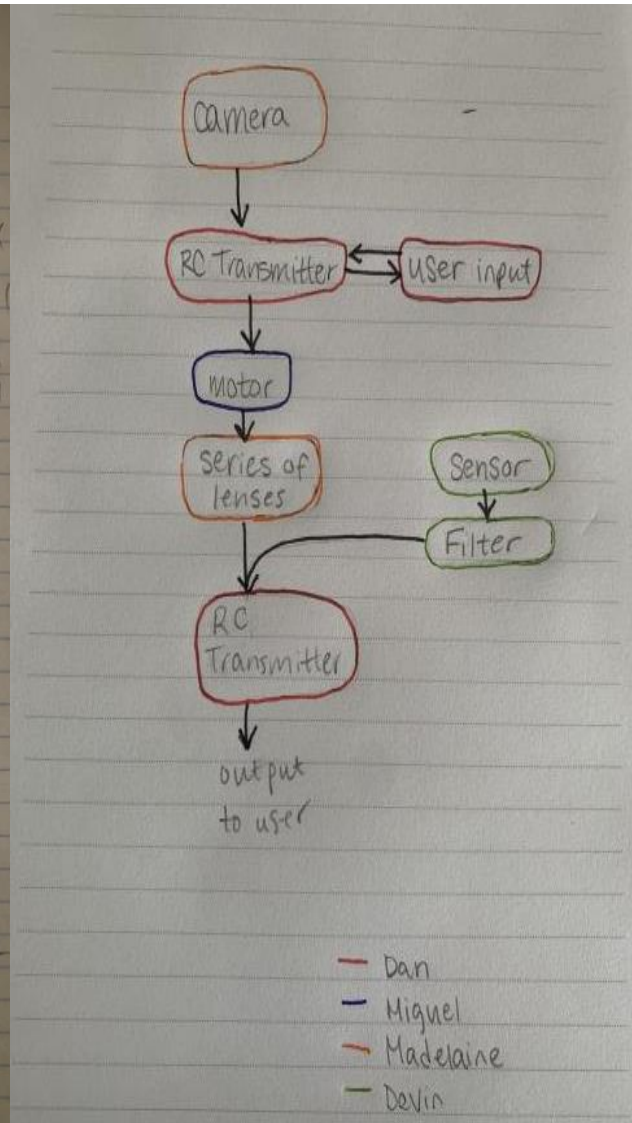 camera
RC Transmitter
user input
motor
series of
lenses
Sensor
Filter
RC
Transmitter
output
to user
Dan
Miguel
Madelaine
Devin